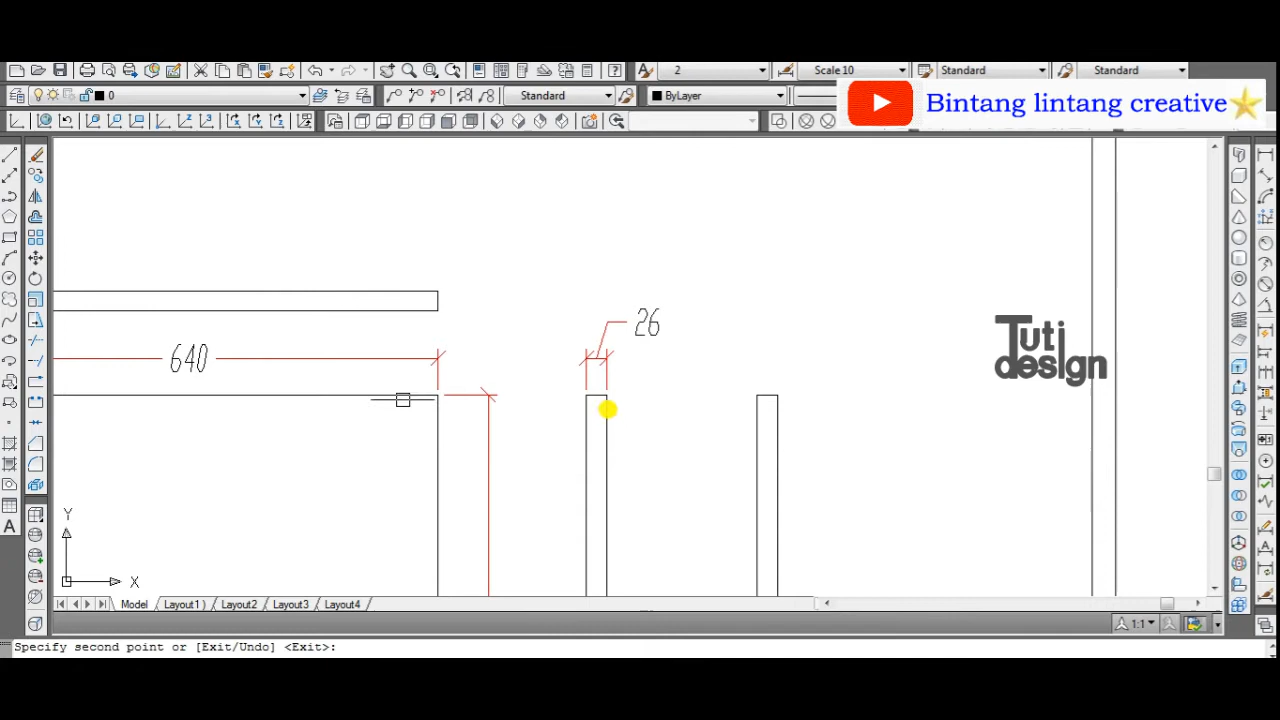 2
Scale 10
Standard
Standard
0
Standard
ByLayer
Bintang lintang creative
26
640
Tuti
design
Y
X
Model
Layout1
Layout2
Layout3
Layout4
1:1
A
Specify second point or [Exit/Undo] <Exit>: